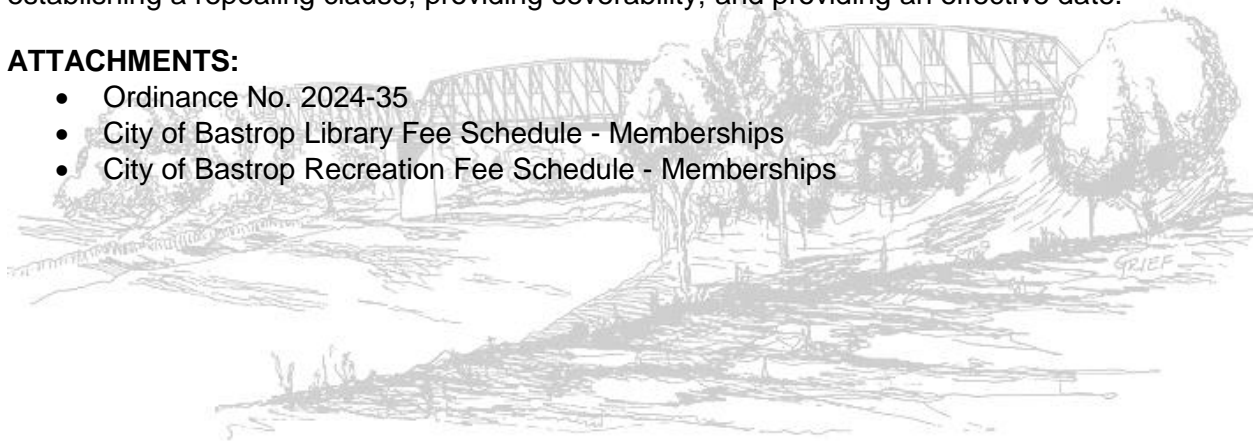 establishing a repealing clause, providing severability, and providing an effective date.
ATTACHMENTS:
• Ordinance No. 2024-35
• City of Bastrop Library Fee Schedule - Memberships
• City of Bastrop Recreation Fee Schedule - Memberships
GRIEF